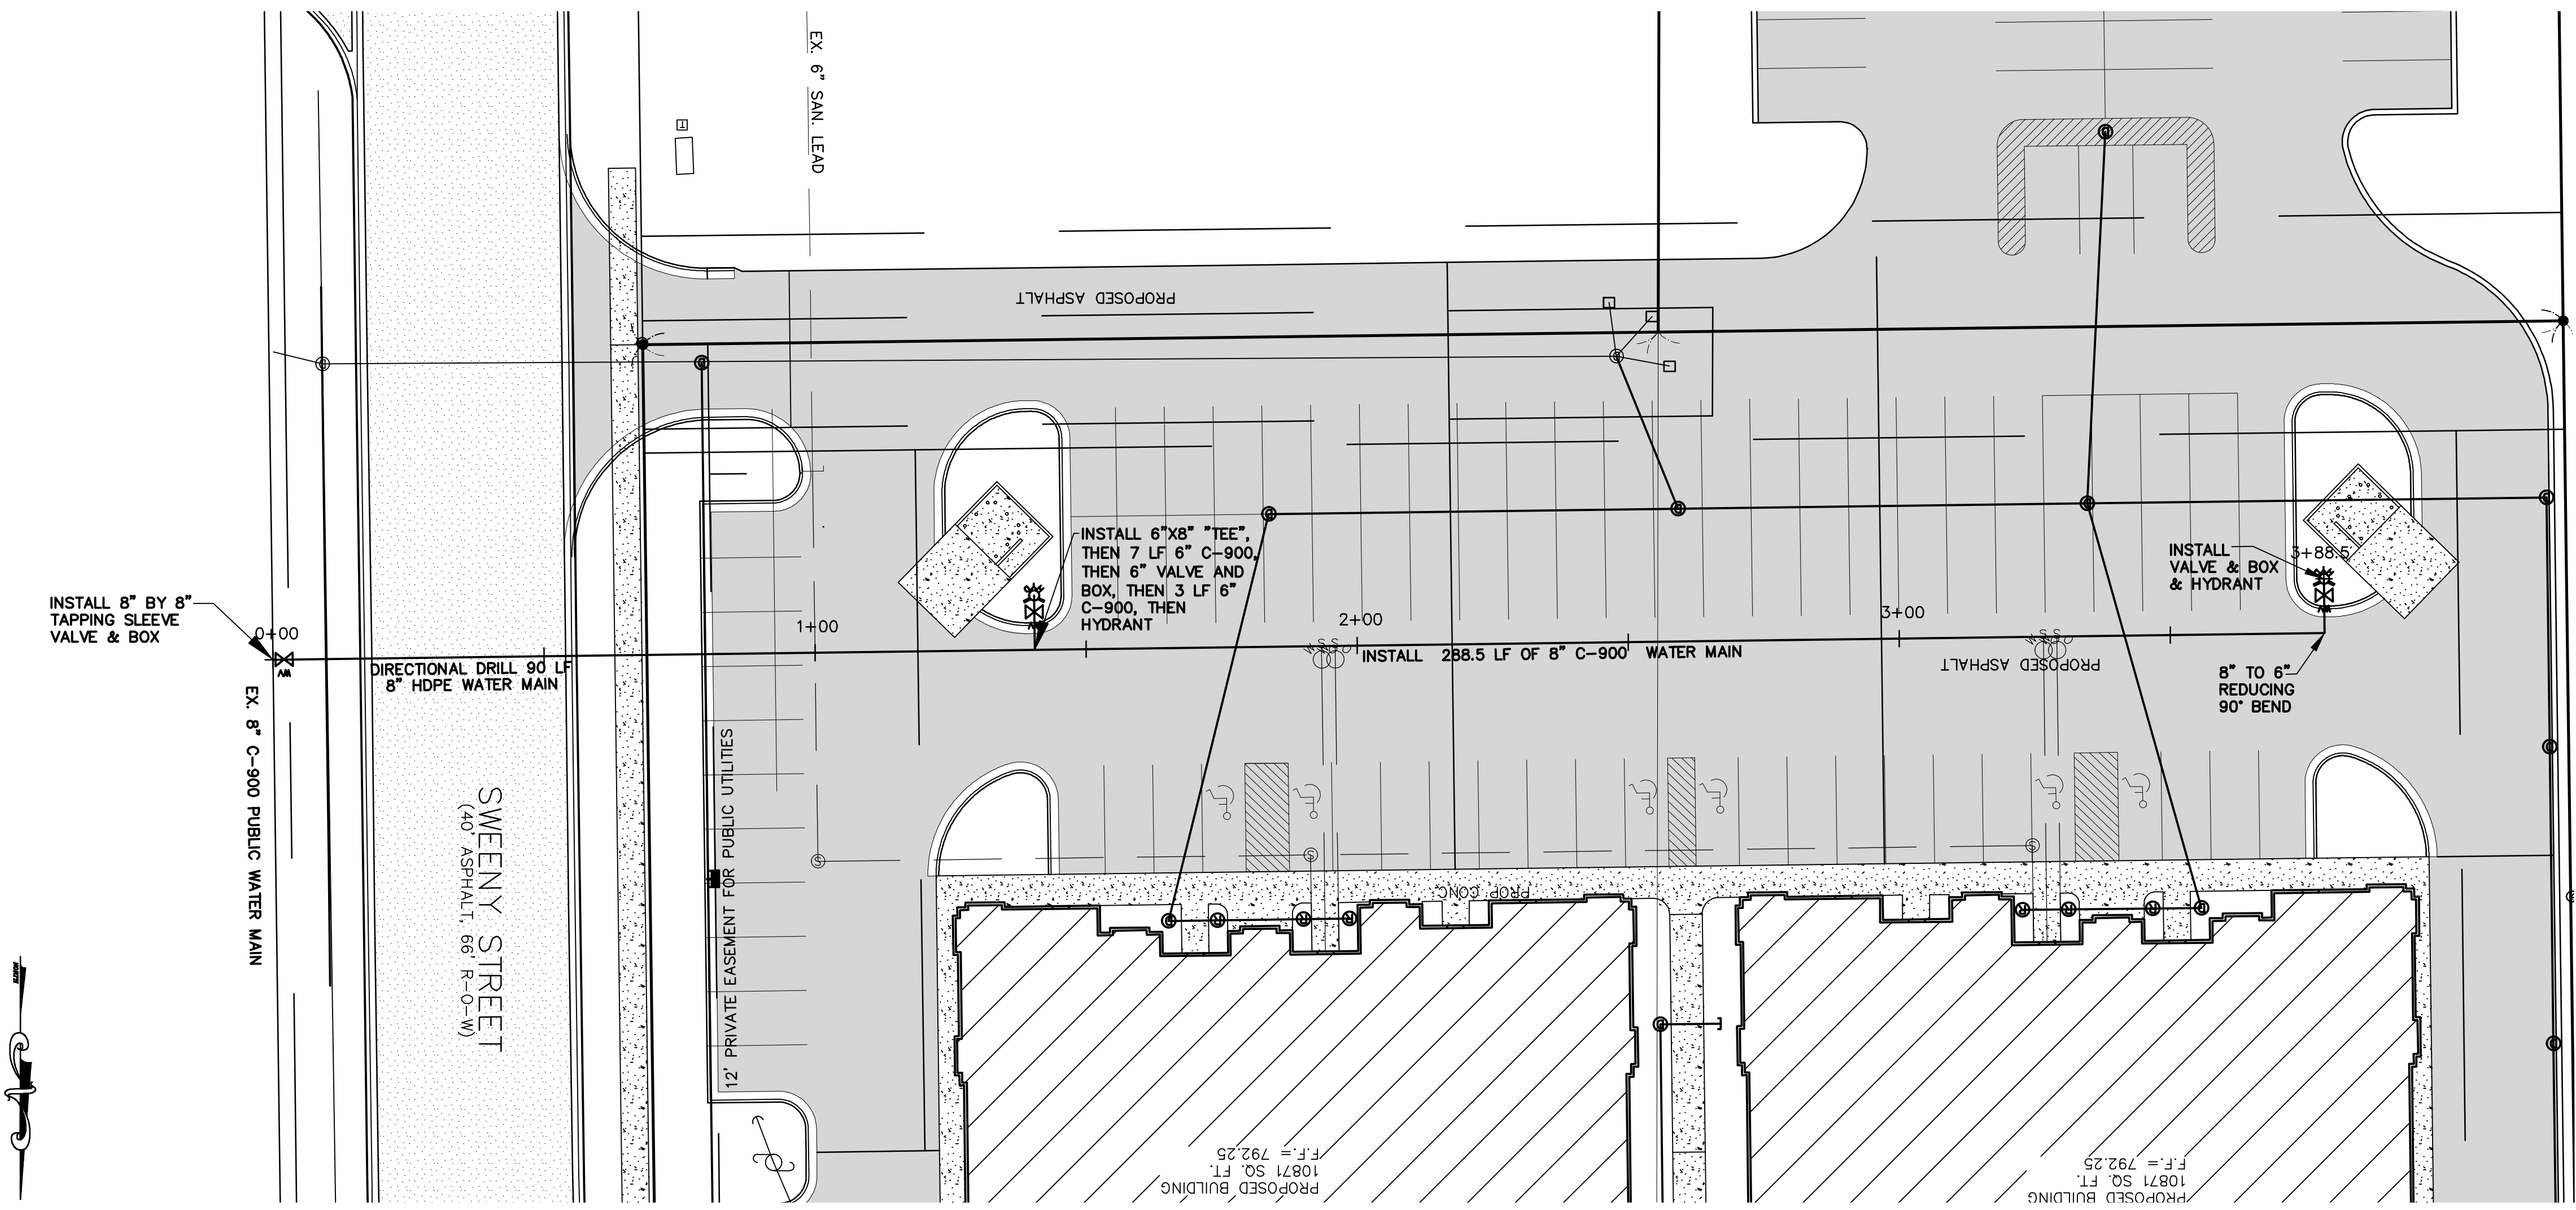 EX. 6" SAN. LEAD
PROPOSED ASPHALT
INSTALL 6"X8" "TEE",
THEN 7 LF 6" C-900,
THEN 6" VALVE AND
BOX, THEN 3 LF 6"
C-900, THEN
HYDRANT
INSTALL
VALVE & BOX
& HYDRANT
3+88.5'
INSTALL 8" BY 8"
TAPPING SLEEVE
VALVE & BOX
0+00
1+00
2+00
3+00
DIRECTIONAL DRILL 90 LF
8" HDPE WATER MAIN
INSTALL 288.5 LF OF 8" C-900 WATER MAIN
PROPOSED ASPHALT
8" TO 6"
REDUCING
90° BEND
EX. 8" C-900 PUBLIC WATER MAIN
SWEENY STREET
(40' ASPHALT, 66' R-O-W)
12' PRIVATE EASEMENT FOR PUBLIC UTILITIES
PROP CONC
NORTH
PROPOSED BUILDING
10871 SQ. FT.
F.F.= 792.25
PROPOSED BUILDING
10871 SQ. FT.
F.F.= 792.25